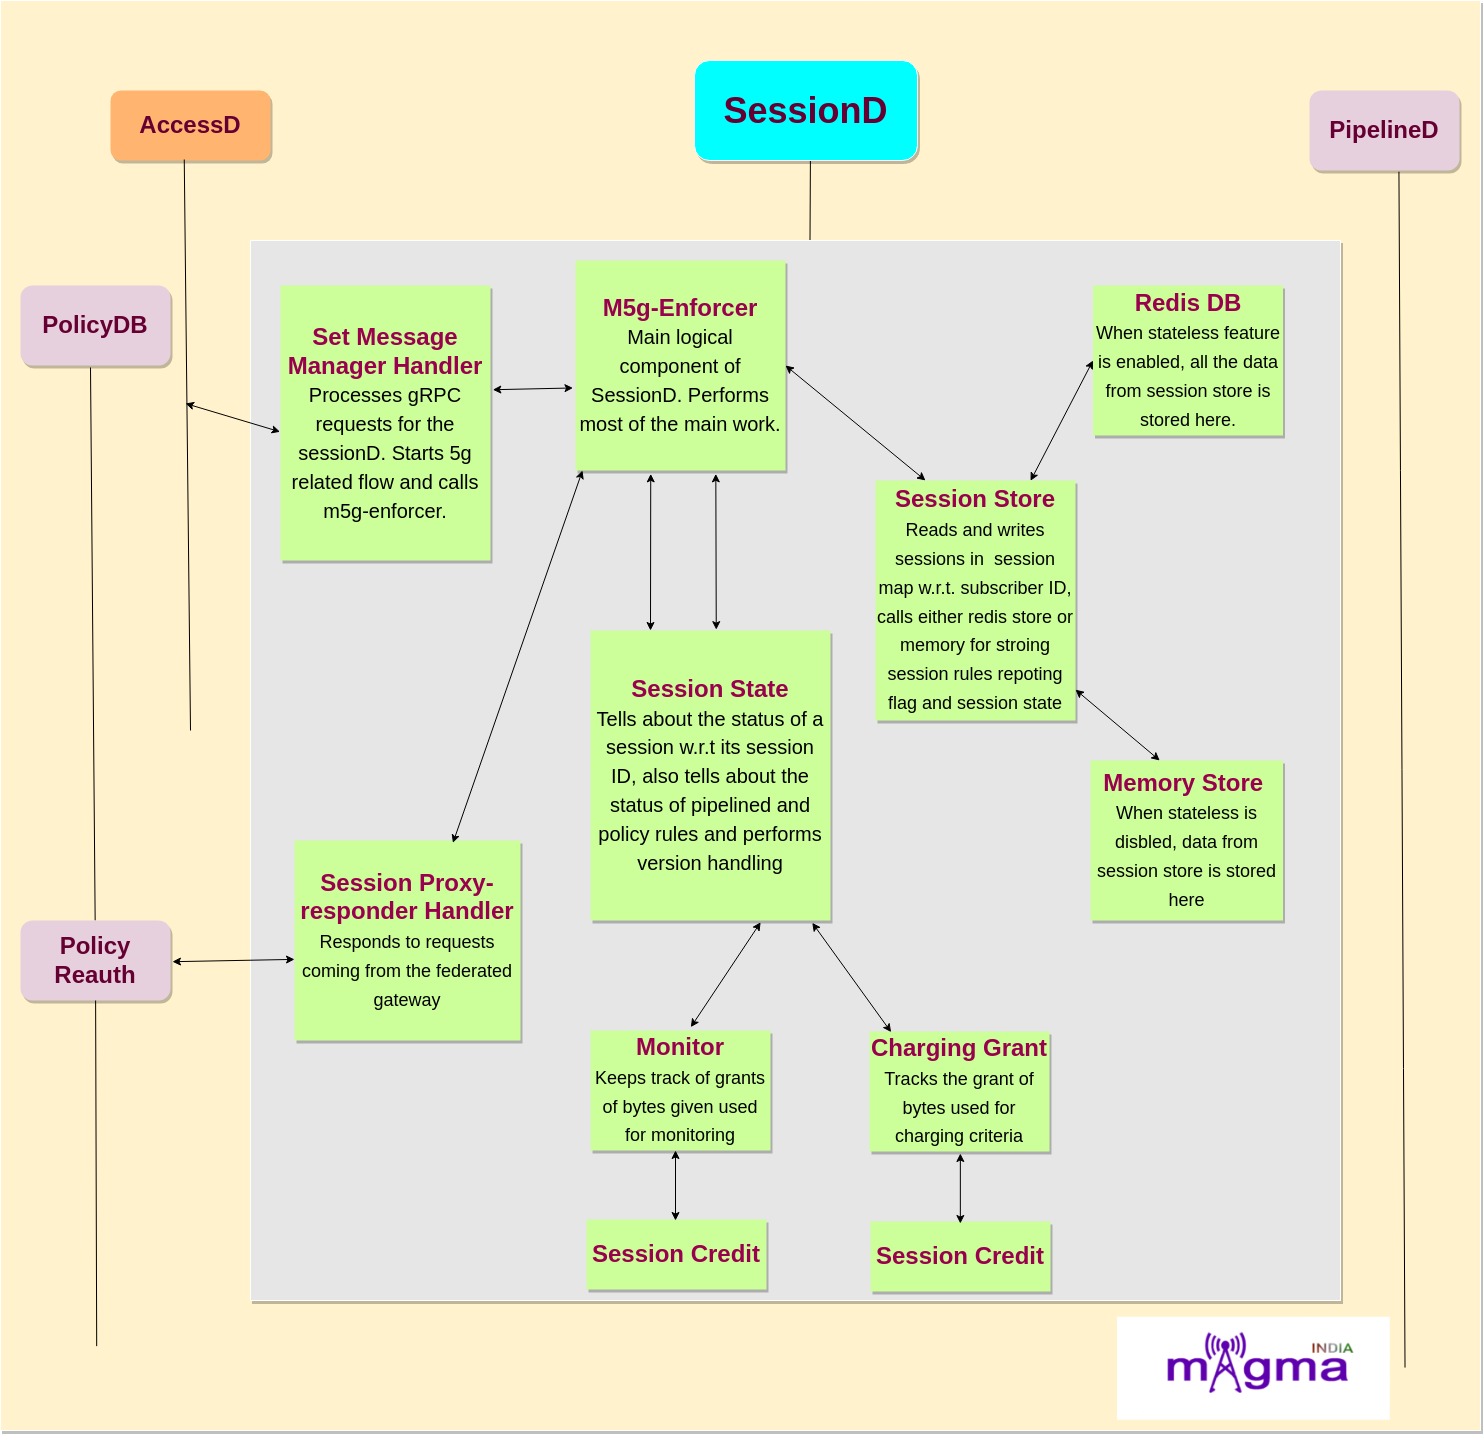 SessionD
AccessD
PipelineD
PolicyDB
Set Message
Manager Handler
Processes gRPC
requests for the
sessionD. Starts 5g
related flow and calls
m5g-enforcer.
M5g-Enforcer
Main logical
component of
SessionD. Performs
most of the main work.
Redis DB
When stateless feature
is enabled, all the data
from session store is
stored here.
Session Store
Reads and writes
sessions in  session
map w.r.t. subscriber ID,
calls either redis store or
memory for stroing
session rules repoting
flag and session state
Session State
Tells about the status of a
session w.r.t its session
ID, also tells about the
status of pipelined and
policy rules and performs
version handling
Memory Store
When stateless is
disbled, data from
session store is stored
here
Policy
Reauth
Session Proxy-
responder Handler
Responds to requests
coming from the federated
gateway
Monitor
Keeps track of grants
of bytes given used
for monitoring
Charging Grant
Tracks the grant of
bytes used for
charging criteria
Session Credit
Session Credit
INDIA
magma